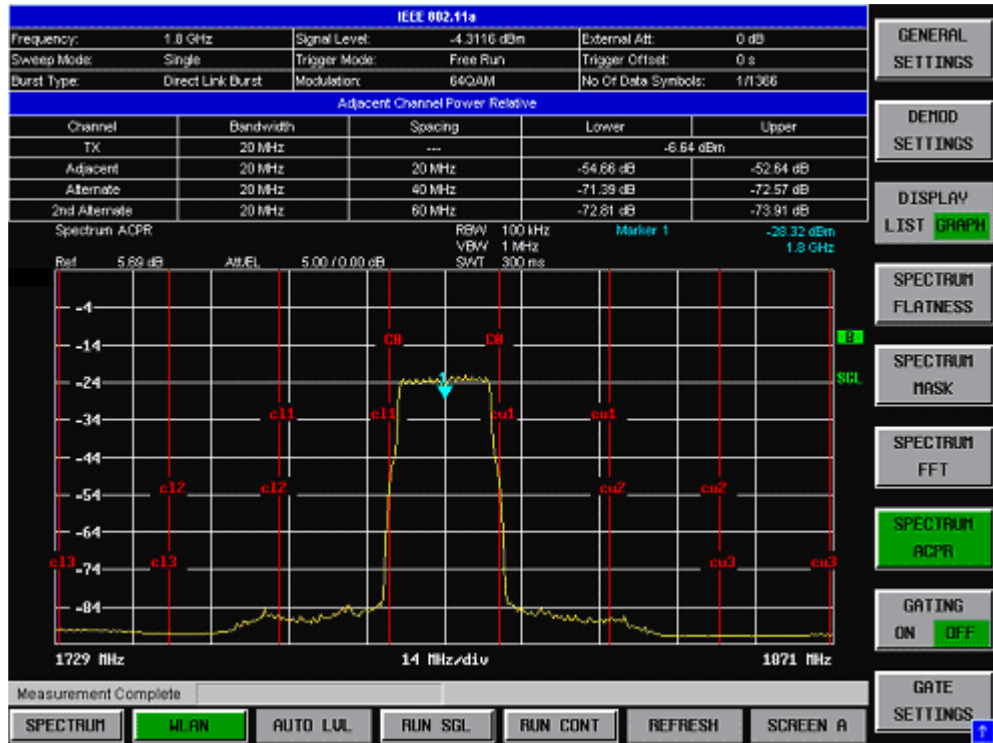 IEEE 802.11a
Frequency: 1.8 GHz Signal Level: -4.3116 dBm External Att: 0 dB
Sweep Mode: Single Trigger Mode: Free Run Trigger Offset: 0 s
Burst Type: Direct Link Burst Modulation: 64QAM No Of Data Symbols: 1/1366
Adjacent Channel Power Relative
Channel Bandwidth Spacing Lower Upper
TX 20 MHz --- -6.64 dBm
Adjacent 20 MHz 20 MHz -54.66 dB -52.64 dB
Alternate 20 MHz 40 MHz -71.39 dB -72.57 dB
2nd Alternate 20 MHz 60 MHz -72.81 dB -73.91 dB
Spectrum ACPR RBW 100 kHz Marker 1 -28.32 dBm
VBW 1 MHz 1.8 GHz
Ref 5.69 dB Att/EL 5.00 / 0.00 dB SWT 300 ms
-4
-14 C0 C0 B
-24 1 SGL
-34 cl1 cl1 cu1 cu1
-44
-54 cl2 cl2 cu2 cu2
-64
cl3 -74 cl3 cu3 cu3
-84
1729 MHz 14 MHz/div 1871 MHz
Measurement Complete
SPECTRUM WLAN AUTO LVL RUN SGL RUN CONT REFRESH SCREEN A
GENERAL
SETTINGS
DEMOD
SETTINGS
DISPLAY
LIST GRAPH
SPECTRUM
FLATNESS
SPECTRUM
MASK
SPECTRUM
FFT
SPECTRUM
ACPR
GATING
ON OFF
GATE
SETTINGS
↑